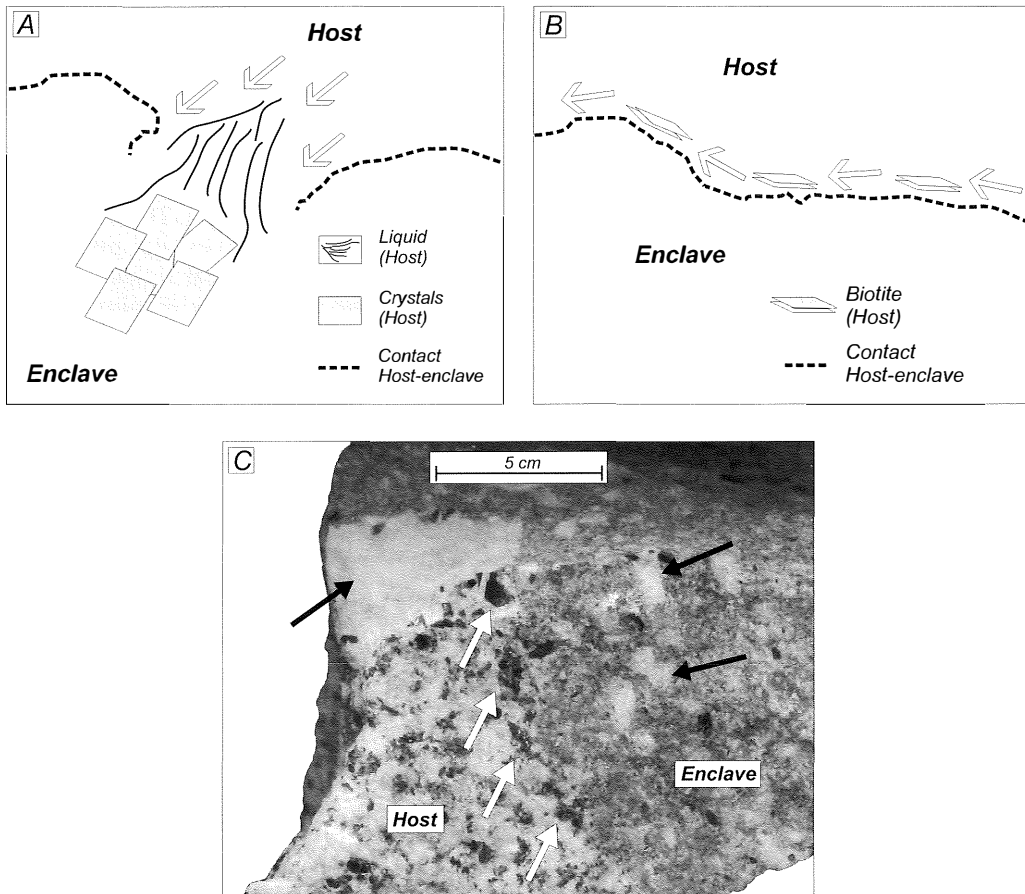 A
Host
Liquid
(Host)
Crystals
(Host)
Contact
Host-enclave
Enclave
B
Host
Enclave
Biotite
(Host)
Contact
Host-enclave
C
5 cm
Enclave
Host